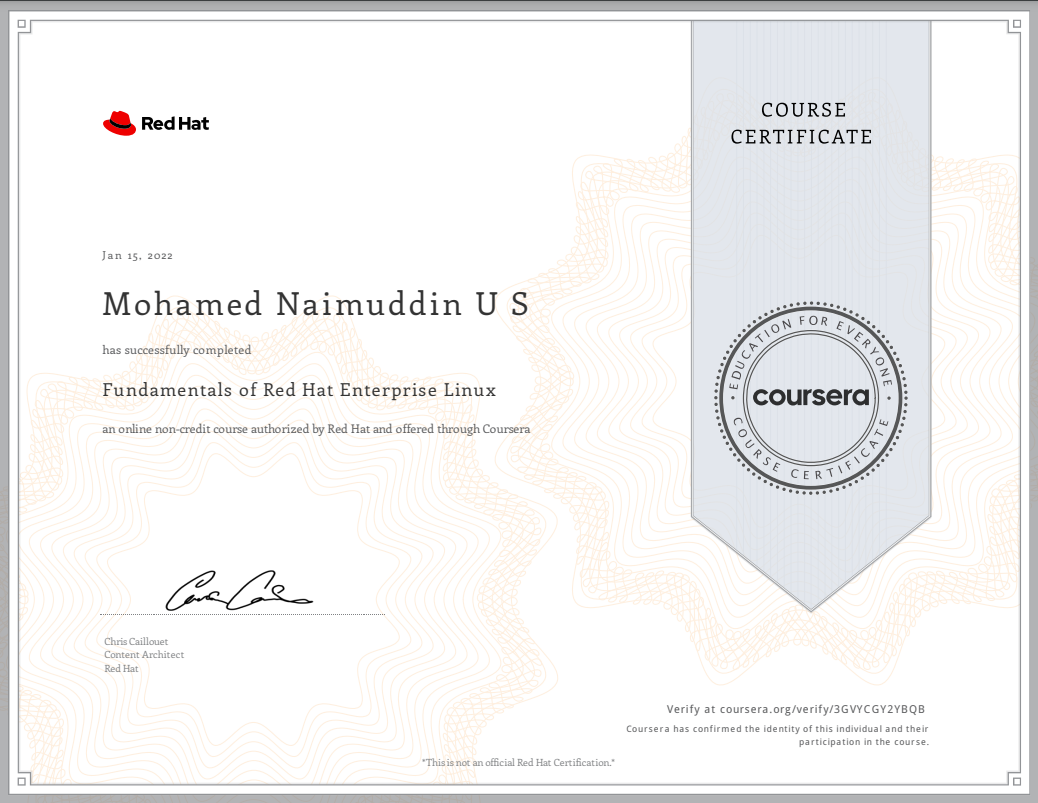 Red Hat
COURSE
CERTIFICATE
Jan 15, 2022
Mohamed Naimuddin U S
has successfully completed
Fundamentals of Red Hat Enterprise Linux
an online non-credit course authorized by Red Hat and offered through Coursera
EDUCATION FOR EVERYONE
coursera
COURSE CERTIFICATE
Chris Caillouet
Content Architect
Red Hat
Verify at coursera.org/verify/3GVYCGY2YBQB
Coursera has confirmed the identity of this individual and their
participation in the course.
*This is not an official Red Hat Certification.*